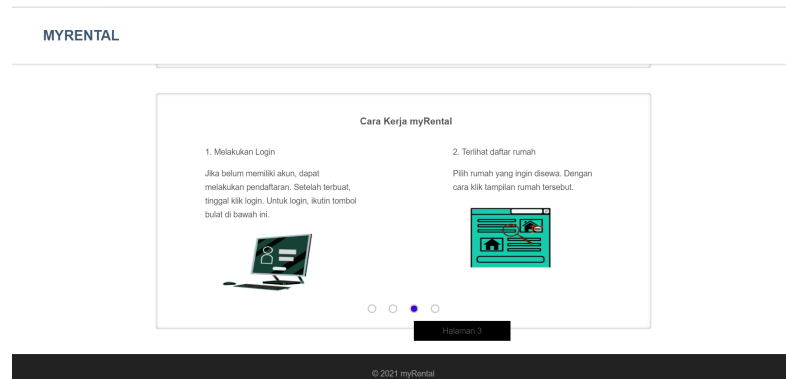 MYRENTAL
Cara Kerja myRental
1. Melakukan Login
Jika belum memiliki akun, dapat
melakukan pendaftaran. Setelah terbuat,
tinggal klik login. Untuk login, ikutin tombol
bulat di bawah ini.
2. Terlihat daftar rumah
Pilih rumah yang ingin disewa. Dengan
cara klik tampilan rumah tersebut.
Halaman 3
© 2021 myRental